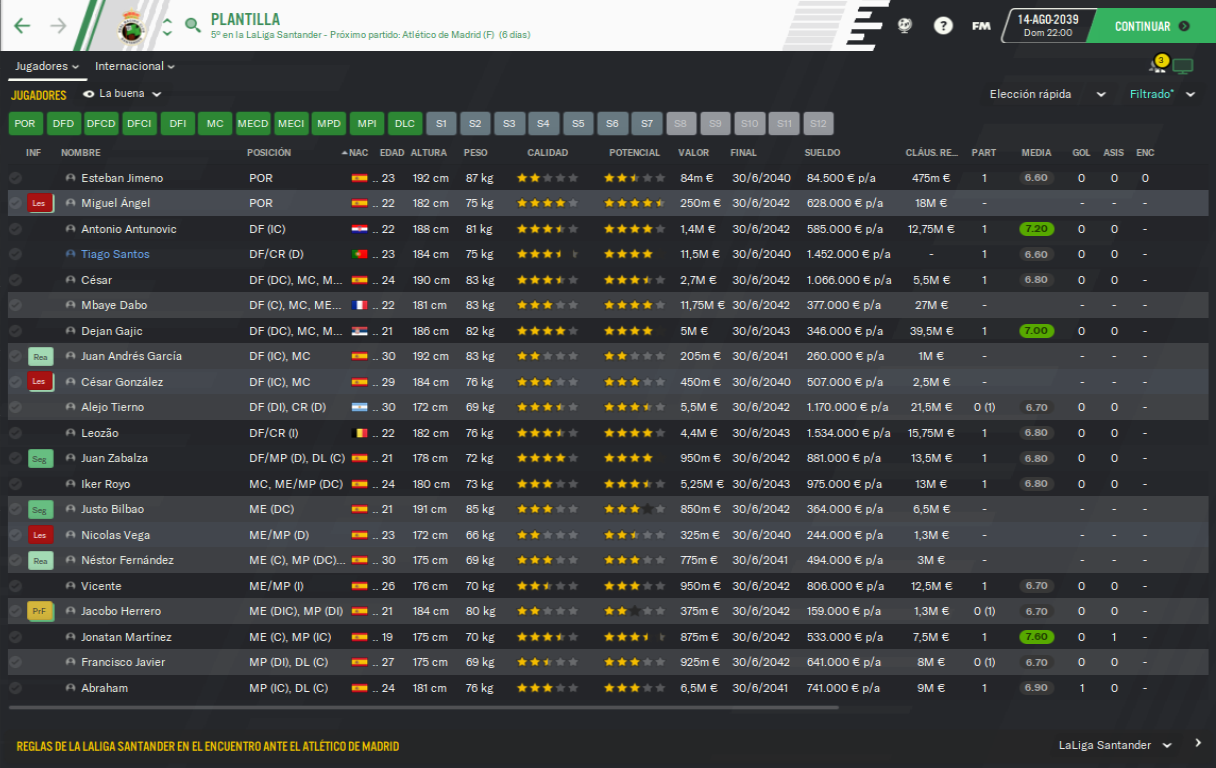 PLANTILLA
5º en la LaLiga Santander - Próximo partido: Atlético de Madrid (F) (6 días)
? FM 14-AGO-2039 Dom 22:00 CONTINUAR
Jugadores Internacional 3
JUGADORES La buena Elección rápida Filtrado*
POR DFD DFCD DFCI DFI MC MECD MECI MPD MPI DLC S1 S2 S3 S4 S5 S6 S7 S8 S9 S10 S11 S12
INF NOMBRE POSICIÓN NAC EDAD ALTURA PESO CALIDAD POTENCIAL VALOR FINAL SUELDO CLÁUS. RE... PART MEDIA GOL ASIS ENC
Esteban Jimeno POR .. 23 192 cm 87 kg 84m € 30/6/2040 84.500 € p/a 475m € 1 6.60 0 0 0
Les Miguel Ángel POR .. 22 182 cm 75 kg 250m € 30/6/2042 628.000 € p/a 18M € - - - -
Antonio Antunovic DF (IC) .. 22 188 cm 81 kg 1,4M € 30/6/2042 585.000 € p/a 12,75M € 1 7.20 0 0 -
Tiago Santos DF/CR (D) .. 23 184 cm 75 kg 11,5M € 30/6/2040 1.452.000 € p/a - 1 6.60 0 0 -
César DF (DC), MC, M... .. 24 190 cm 83 kg 2,7M € 30/6/2042 1.066.000 € p/a 5,5M € 1 6.80 0 0 -
Mbaye Dabo DF (C), MC, ME... .. 22 181 cm 83 kg 11,75M € 30/6/2042 377.000 € p/a 27M € - - - -
Dejan Gajic DF (DC), MC, M... .. 21 186 cm 82 kg 5M € 30/6/2043 346.000 € p/a 39,5M € 1 7.00 0 0 -
Rea Juan Andrés García DF (IC), MC .. 30 192 cm 83 kg 205m € 30/6/2041 260.000 € p/a 1M € - - - -
Les César González DF (IC), MC .. 29 184 cm 76 kg 450m € 30/6/2040 507.000 € p/a 2,5M € - - - -
Alejo Tierno DF (DI), CR (D) .. 30 172 cm 69 kg 5,5M € 30/6/2042 1.170.000 € p/a 21,5M € 0 (1) 6.70 0 0 -
Leozão DF/CR (I) .. 22 182 cm 76 kg 4,4M € 30/6/2043 1.534.000 € p/a 15,75M € 1 6.80 0 0 -
Seg Juan Zabalza DF/MP (D), DL (C) .. 21 178 cm 72 kg 950m € 30/6/2042 881.000 € p/a 13,5M € 1 6.80 0 0 -
Iker Royo MC, ME/MP (DC) .. 24 180 cm 73 kg 5,25M € 30/6/2043 975.000 € p/a 13M € 1 6.80 0 0 -
Seg Justo Bilbao ME (DC) .. 21 191 cm 85 kg 850m € 30/6/2042 364.000 € p/a 6,5M € - - - -
Les Nicolas Vega ME/MP (D) .. 23 172 cm 66 kg 325m € 30/6/2040 244.000 € p/a 1,3M € - - - -
Rea Néstor Fernández ME (C), MP (DC)... .. 30 175 cm 69 kg 775m € 30/6/2041 494.000 € p/a 3M € - - - -
Vicente ME/MP (I) .. 26 176 cm 70 kg 950m € 30/6/2042 806.000 € p/a 12,5M € 1 6.70 0 0 -
PrF Jacobo Herrero ME (DIC), MP (DI) .. 21 184 cm 80 kg 375m € 30/6/2042 159.000 € p/a 1,3M € 0 (1) 6.70 0 0 -
Jonatan Martínez ME (C), MP (IC) .. 19 175 cm 70 kg 875m € 30/6/2042 533.000 € p/a 7,5M € 1 7.60 0 1 -
Francisco Javier MP (DI), DL (C) .. 27 175 cm 69 kg 925m € 30/6/2042 641.000 € p/a 8M € 0 (1) 6.70 0 0 -
Abraham MP (IC), DL (C) .. 24 181 cm 76 kg 6,5M € 30/6/2041 741.000 € p/a 9M € 1 6.90 1 0 -
REGLAS DE LA LALIGA SANTANDER EN EL ENCUENTRO ANTE EL ATLÉTICO DE MADRID LaLiga Santander